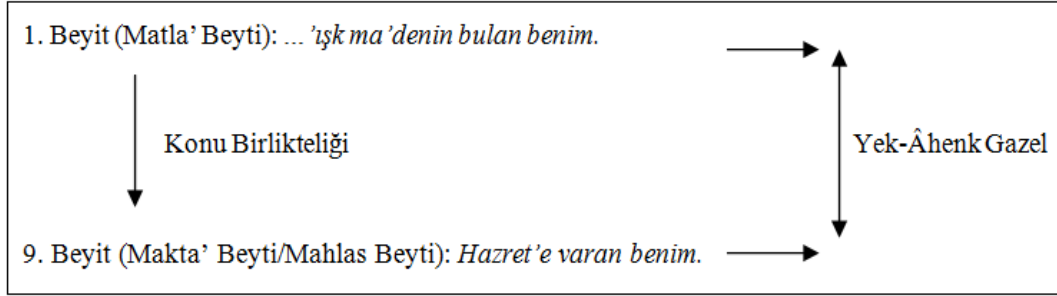 1. Beyit (Matla’ Beyti): ... ’ışk ma’denin bulan benim.
Konu Birlikteliği
Yek-Âhenk Gazel
9. Beyit (Makta’ Beyti/Mahlas Beyti): Hazret’e varan benim.